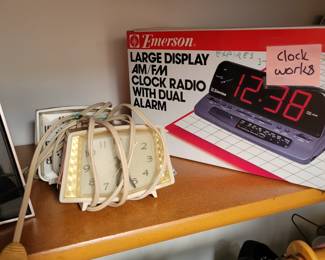 Emerson
LARGE DISPLAY
AM/FM
CLOCK RADIO
WITH DUAL
ALARM
Clock
works
12:38